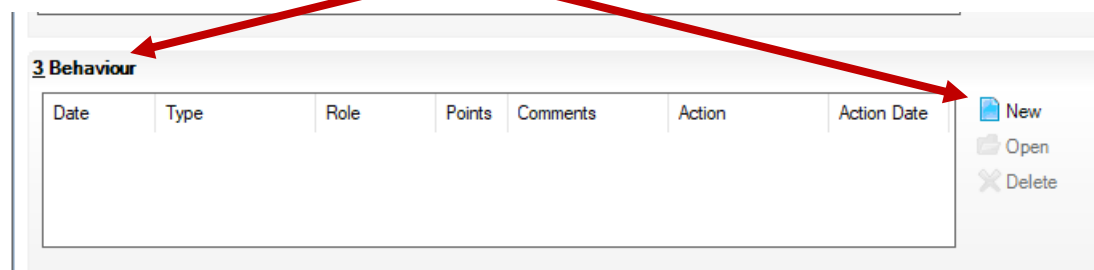 3 Behaviour
Date Type Role Points Comments Action Action Date
New
Open
Delete